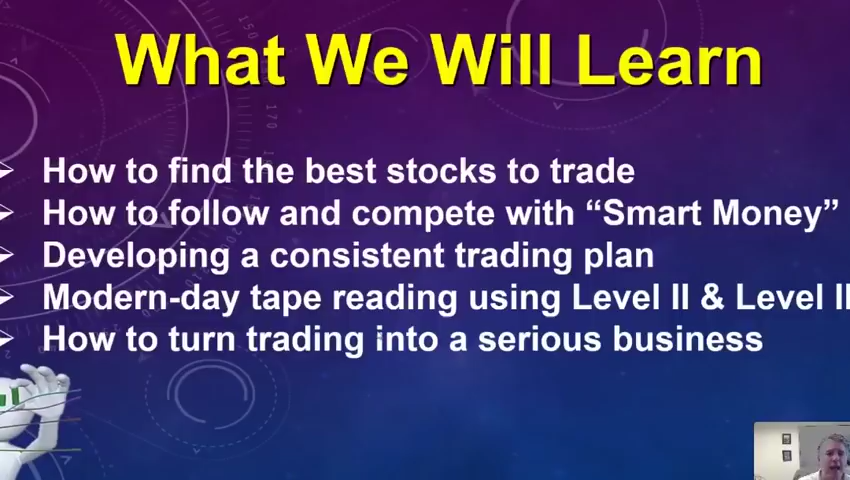 What We Will Learn
How to find the best stocks to trade
How to follow and compete with “Smart Money”
Developing a consistent trading plan
Modern-day tape reading using Level II & Level
How to turn trading into a serious business